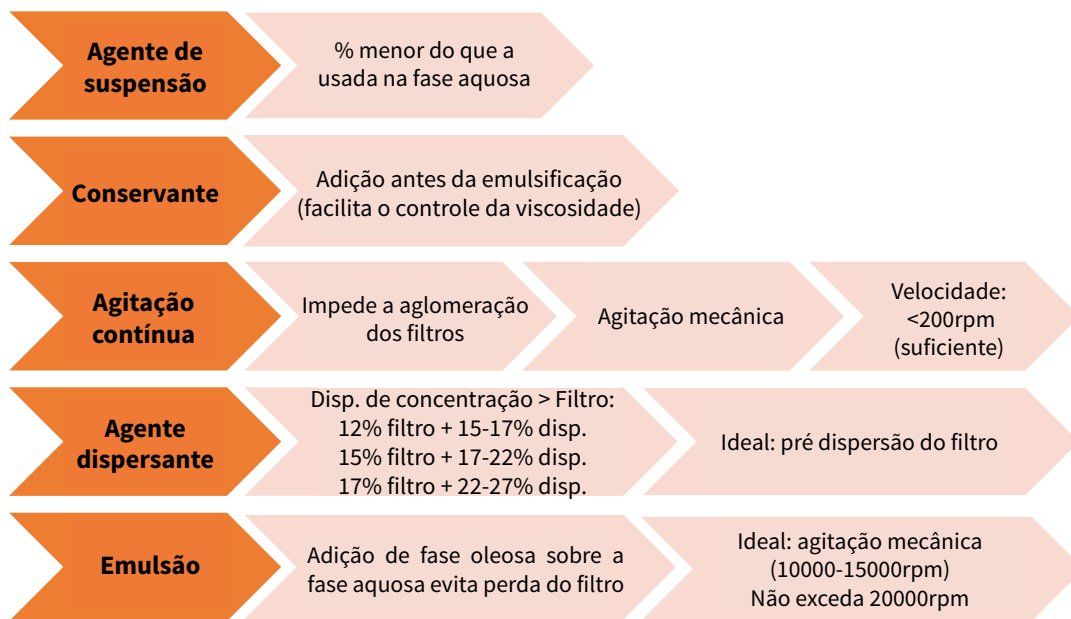 Agente de
suspensão
% menor do que a
usada na fase aquosa
Conservante
Adição antes da emulsificação
(facilita o controle da viscosidade)
Agitação
contínua
Impede a aglomeração
dos filtros
Agitação mecânica
Velocidade:
<200rpm
(suficiente)
Agente
dispersante
Disp. de concentração > Filtro:
12% filtro + 15-17% disp.
15% filtro + 17-22% disp.
17% filtro + 22-27% disp.
Ideal: pré dispersão do filtro
Emulsão
Adição de fase oleosa sobre a
fase aquosa evita perda do filtro
Ideal: agitação mecânica
(10000-15000rpm)
Não exceda 20000rpm